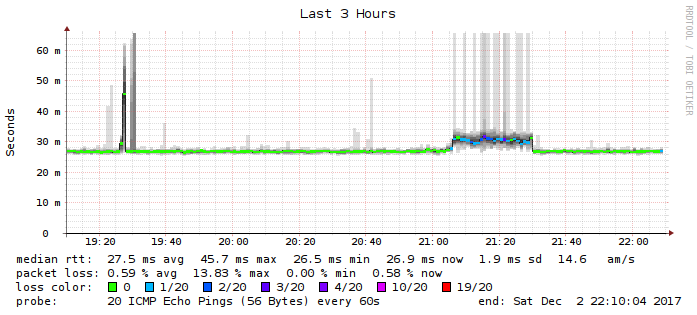 Last 3 Hours
RRDTOOL / TOBI OETIKER
Seconds
60 m
50 m
40 m
30 m
20 m
10 m
0
19:20 19:40 20:00 20:20 20:40 21:00 21:20 21:40 22:00
median rtt: 27.5 ms avg 45.7 ms max 26.5 ms min 26.9 ms now 1.9 ms sd 14.6 am/s
packet loss: 0.59 % avg 13.83 % max 0.00 % min 0.58 % now
loss color: 0 1/20 2/20 3/20 4/20 10/20 19/20
probe: 20 ICMP Echo Pings (56 Bytes) every 60s end: Sat Dec 2 22:10:04 2017